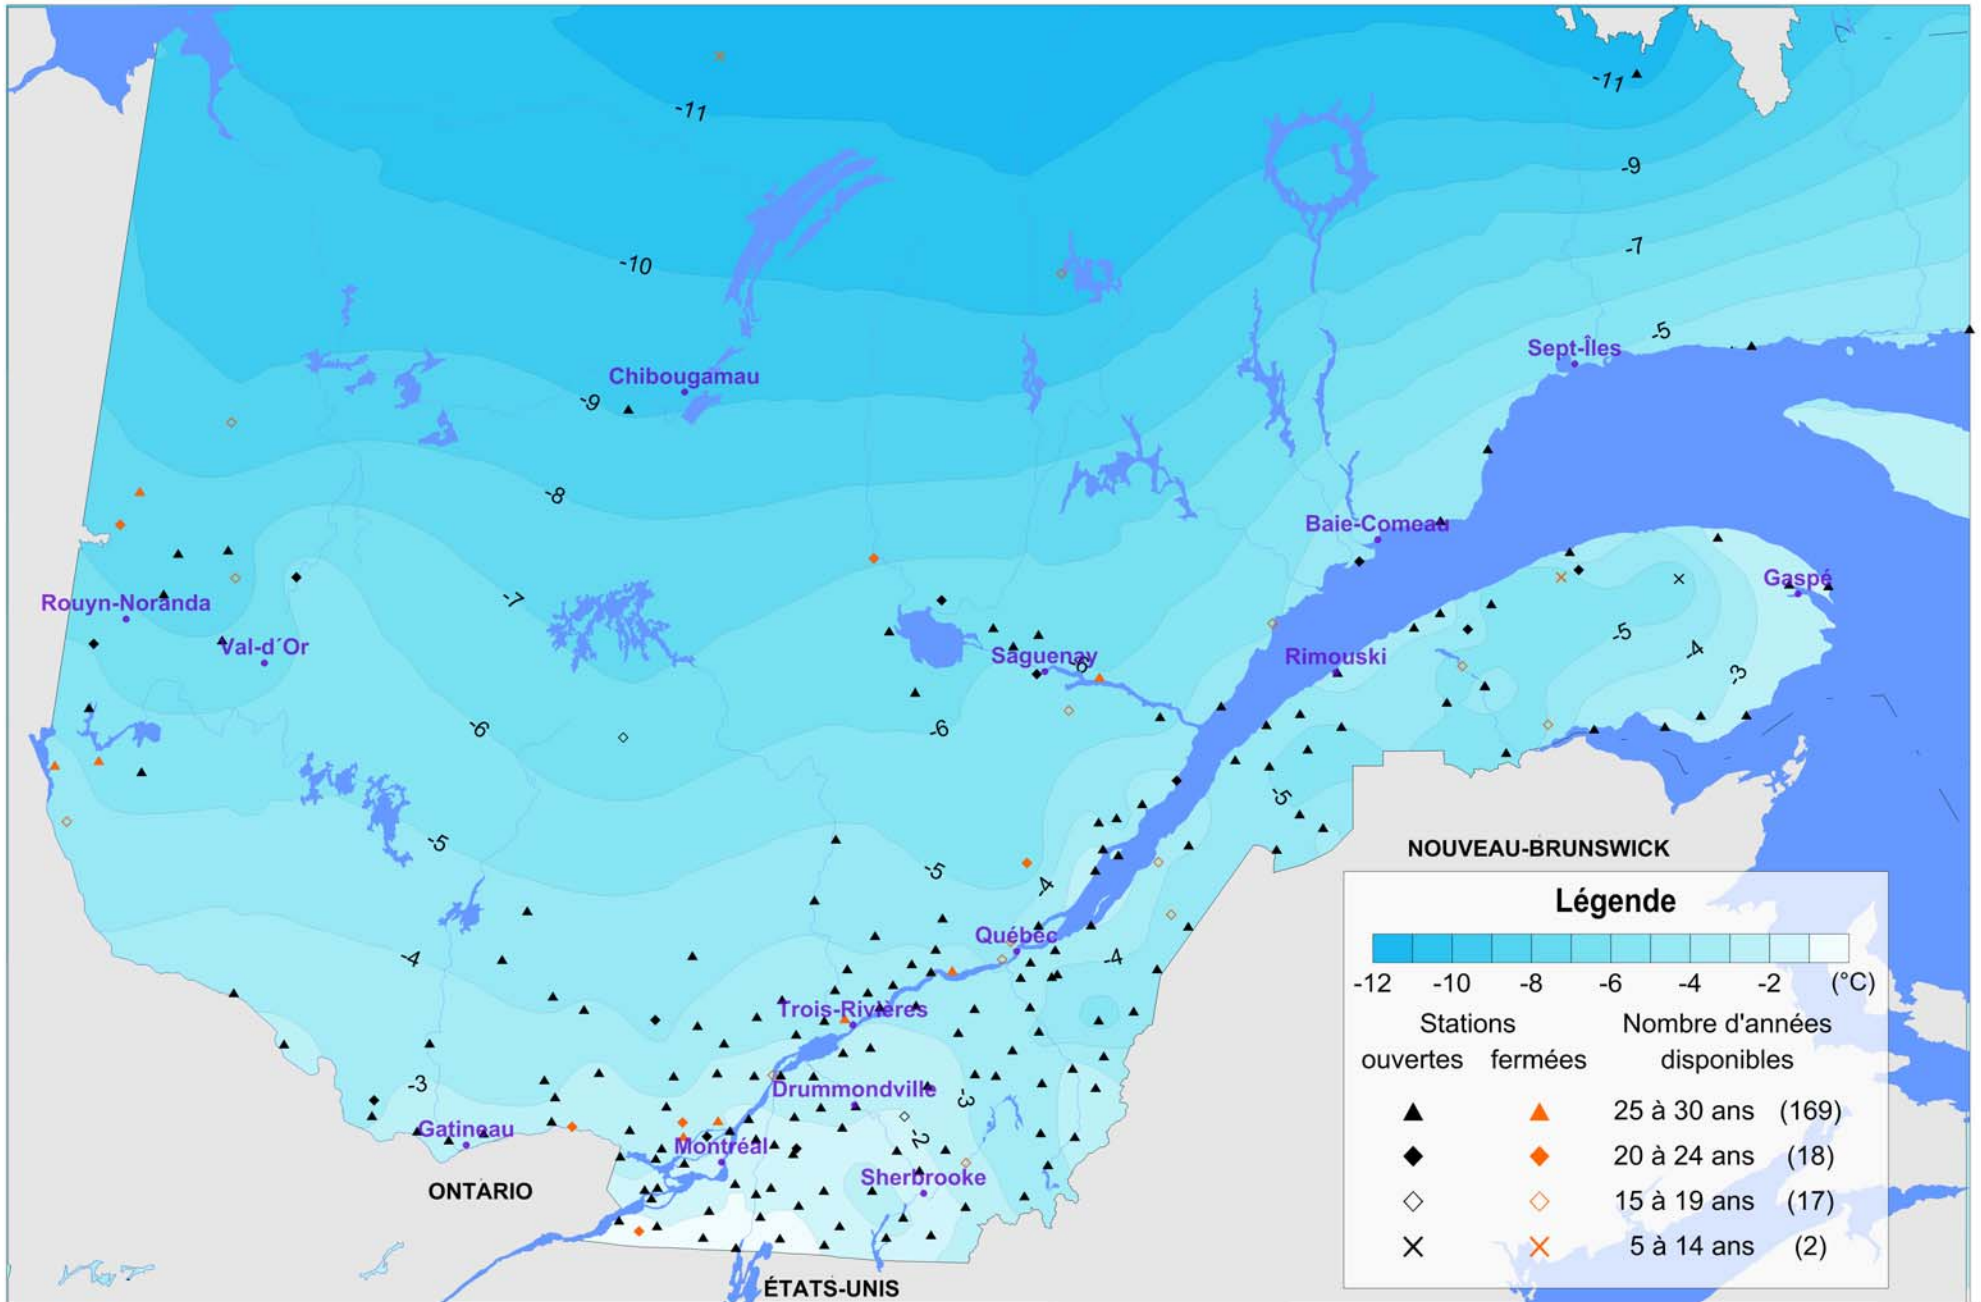 -11
-11
-9
-10
-7
-5
Sept-Îles
Chibougamau
-9
-8
Baie-Comeau
Gaspé
-7
Rouyn-Noranda
-5
Val-d´Or
Saguenay
-6
Rimouski
-4
-3
-6
-6
-5
-5
-5
-4
NOUVEAU-BRUNSWICK
Québec
-4
-4
Trois-Rivières
-3
Drummondville
-3
Gatineau
-2
Montréal
Sherbrooke
ONTARIO
ÉTATS-UNIS
Légende
-12 -10 -8 -6 -4 -2 (°C)
Stations Nombre d'années
ouvertes fermées disponibles
25 à 30 ans (169)
20 à 24 ans (18)
15 à 19 ans (17)
5 à 14 ans (2)